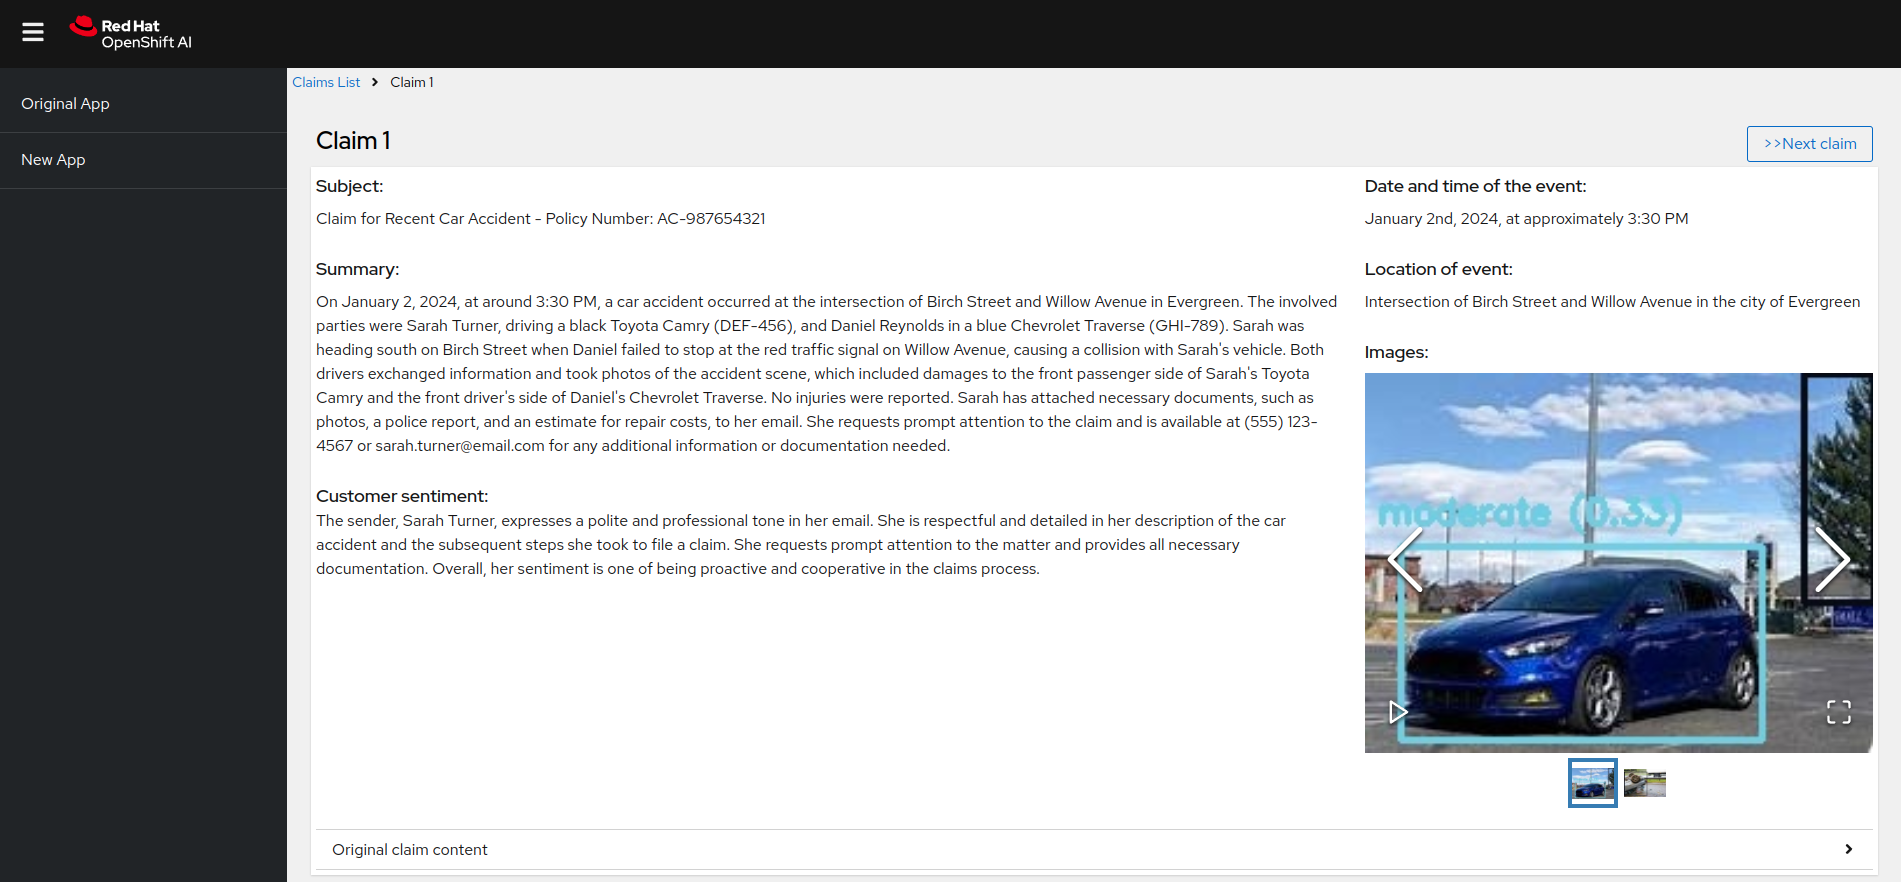 Red Hat
OpenShift AI
Original App
New App
Claims List > Claim 1
Claim 1
>>Next claim
Subject:
Claim for Recent Car Accident - Policy Number: AC-987654321
Summary:
On January 2, 2024, at around 3:30 PM, a car accident occurred at the intersection of Birch Street and Willow Avenue in Evergreen. The involved
parties were Sarah Turner, driving a black Toyota Camry (DEF-456), and Daniel Reynolds in a blue Chevrolet Traverse (GHI-789). Sarah was
heading south on Birch Street when Daniel failed to stop at the red traffic signal on Willow Avenue, causing a collision with Sarah's vehicle. Both
drivers exchanged information and took photos of the accident scene, which included damages to the front passenger side of Sarah's Toyota
Camry and the front driver's side of Daniel's Chevrolet Traverse. No injuries were reported. Sarah has attached necessary documents, such as
photos, a police report, and an estimate for repair costs, to her email. She requests prompt attention to the claim and is available at (555) 123-
4567 or sarah.turner@email.com for any additional information or documentation needed.
Customer sentiment:
The sender, Sarah Turner, expresses a polite and professional tone in her email. She is respectful and detailed in her description of the car
accident and the subsequent steps she took to file a claim. She requests prompt attention to the matter and provides all necessary
documentation. Overall, her sentiment is one of being proactive and cooperative in the claims process.
Date and time of the event:
January 2nd, 2024, at approximately 3:30 PM
Location of event:
Intersection of Birch Street and Willow Avenue in the city of Evergreen
Images:
moderate (0.33)
Original claim content